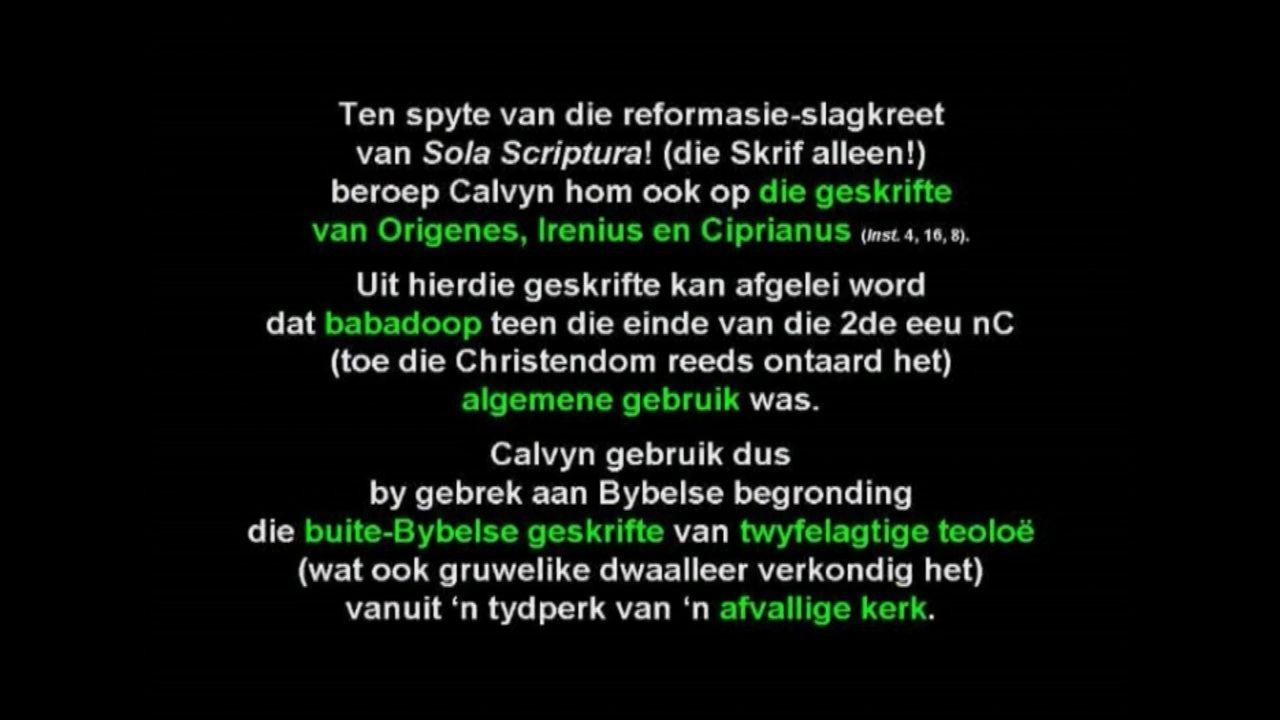 Ten spyte van die reformasie-slagkreet
van Sola Scriptura! (die Skrif alleen!)
beroep Calvyn hom ook op die geskrifte
van Origenes, Irenius en Ciprianus (Inst. 4, 16, 8).
Uit hierdie geskrifte kan afgelei word
dat babadoop teen die einde van die 2de eeu nC
(toe die Christendom reeds ontaard het)
algemene gebruik was.
Calvyn gebruik dus
by gebrek aan Bybelse begronding
die buite-Bybelse geskrifte van twyfelagtige teoloë
(wat ook gruwelike dwaalleer verkondig het)
vanuit ‘n tydperk van ‘n afvallige kerk.